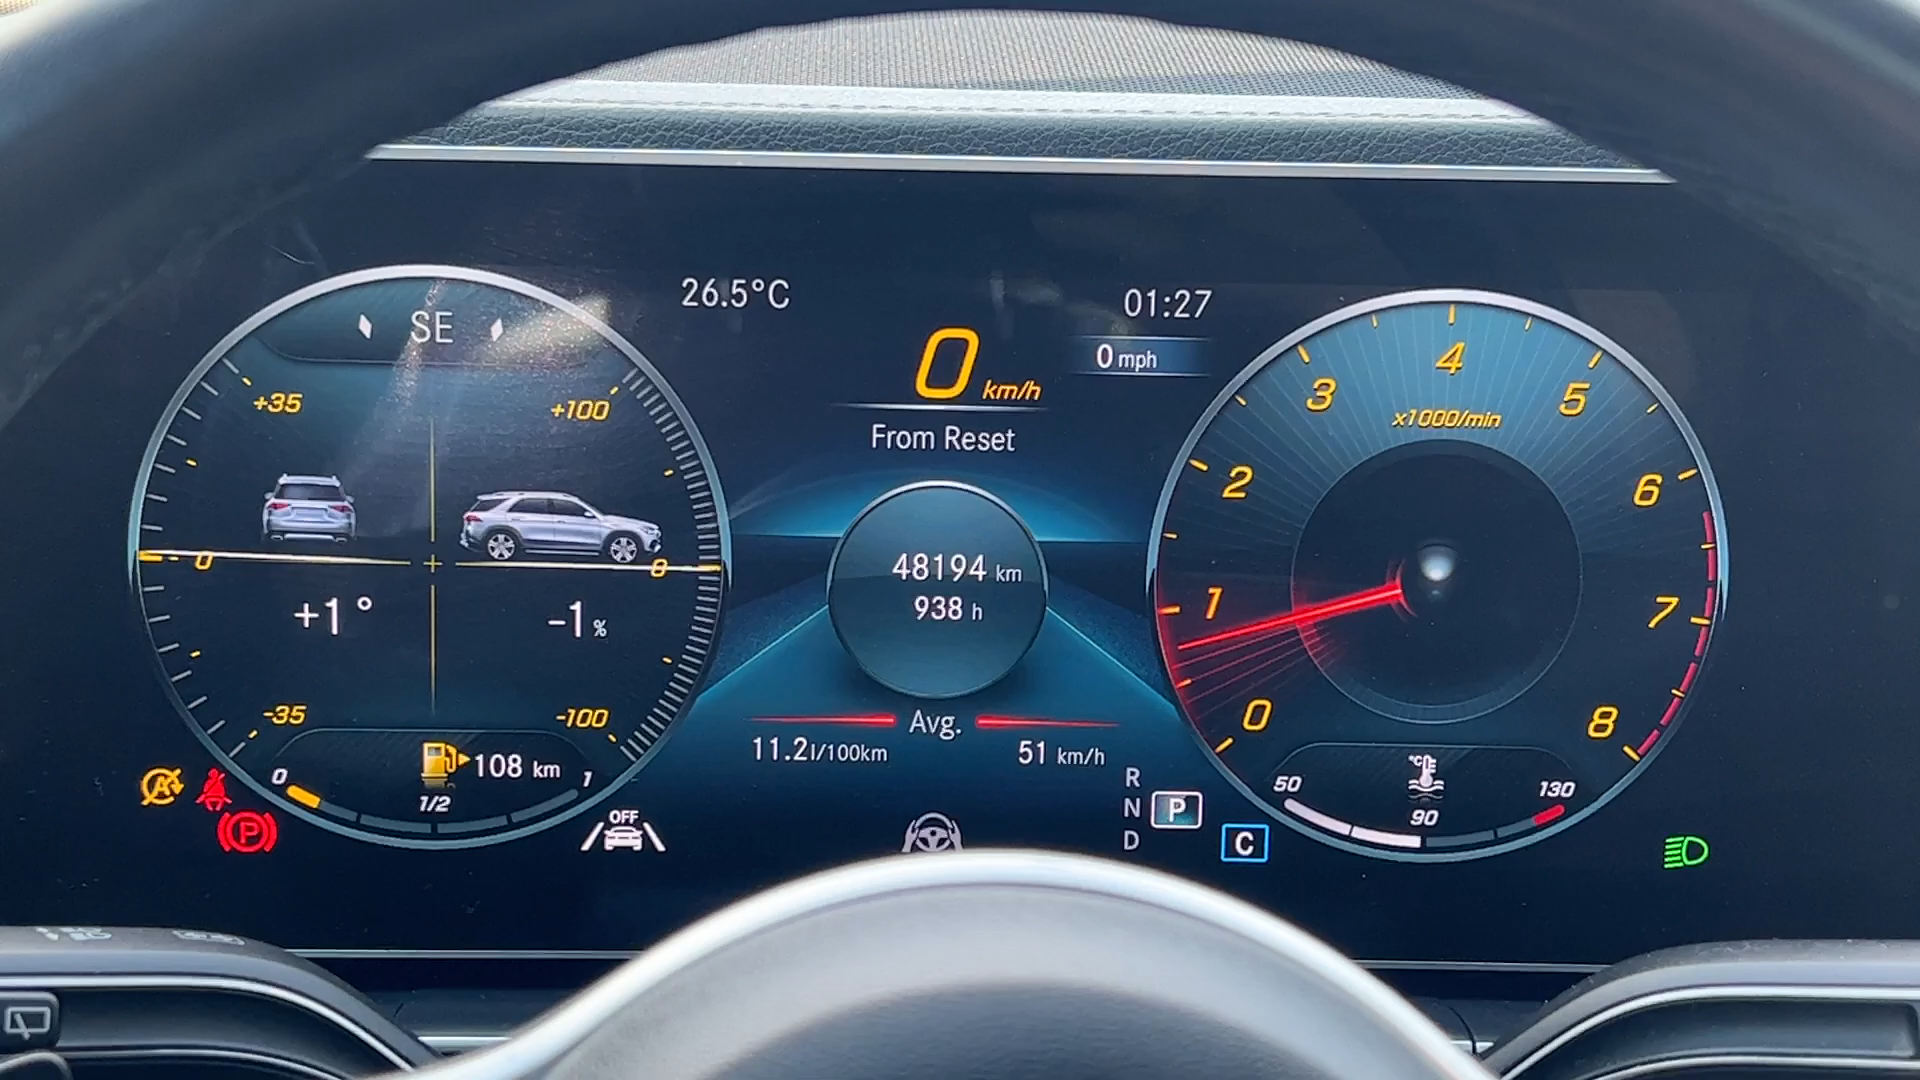 SE
+35
+100
0
0
+1°
-1 %
-35
-100
108 km
0
1/2
1
26.5°C
01:27
0 km/h
0 mph
From Reset
48194 km
938 h
Avg.
11.2l/100km
51 km/h
A
P
OFF
R
N
D
P
C
0
1
2
3
4
5
6
7
8
x1000/min
°C
50
90
130